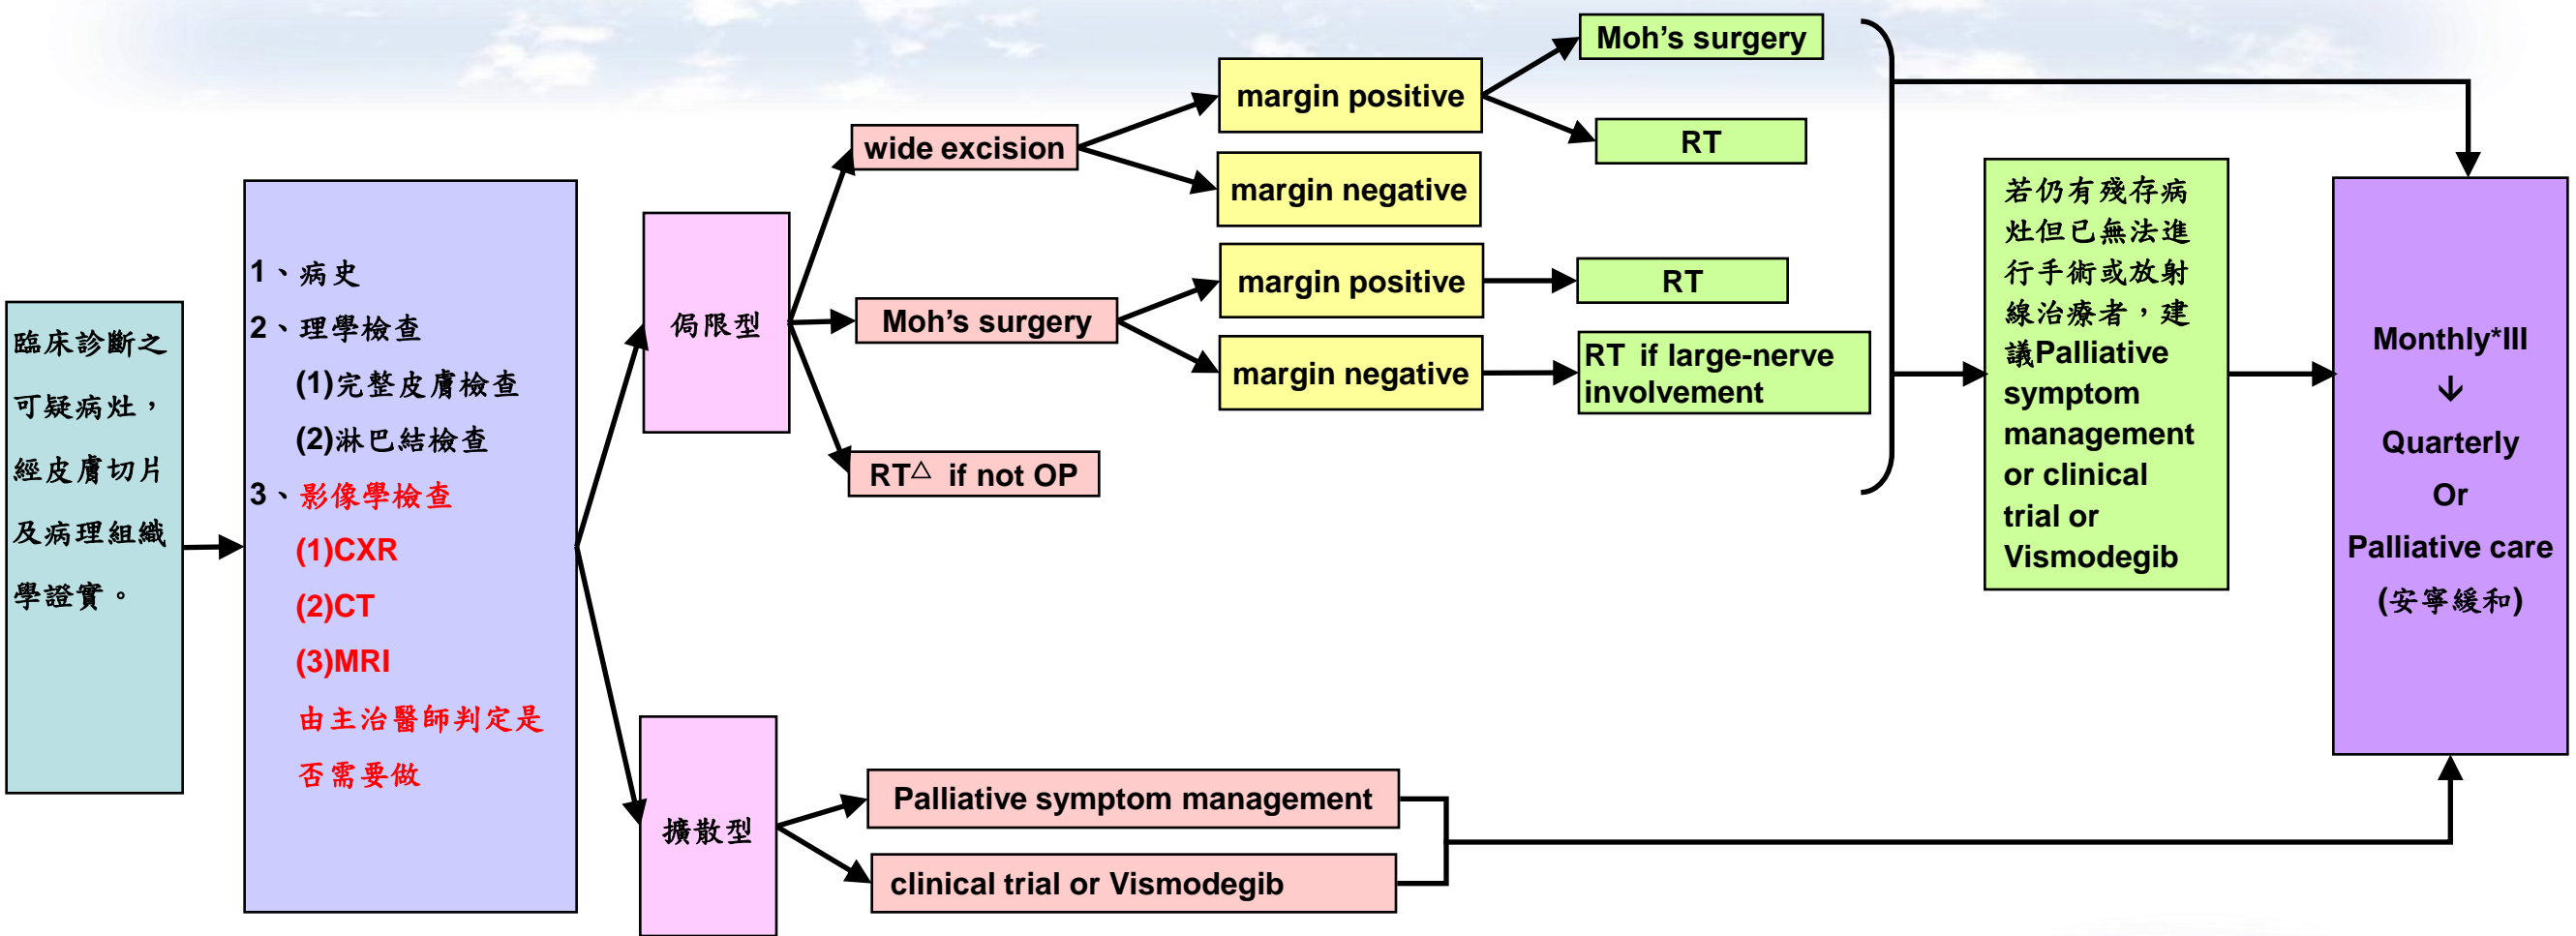 臨床診斷之
可疑病灶，
經皮膚切片
及病理組織
學證實。
1、病史
2、理學檢查
(1)完整皮膚檢查
(2)淋巴結檢查
3、影像學檢查
(1)CXR
(2)CT
(3)MRI
由主治醫師判定是
否需要做
侷限型
擴散型
wide excision
Moh's surgery
RT△ if not OP
margin positive
margin negative
margin positive
margin negative
Moh's surgery
RT
RT
RT if large-nerve
involvement
Palliative symptom management
clinical trial or Vismodegib
若仍有殘存病
灶但已無法進
行手術或放射
線治療者，建
議Palliative
symptom
management
or clinical
trial or
Vismodegib
Monthly*III
↓
Quarterly
Or
Palliative care
(安寧緩和)